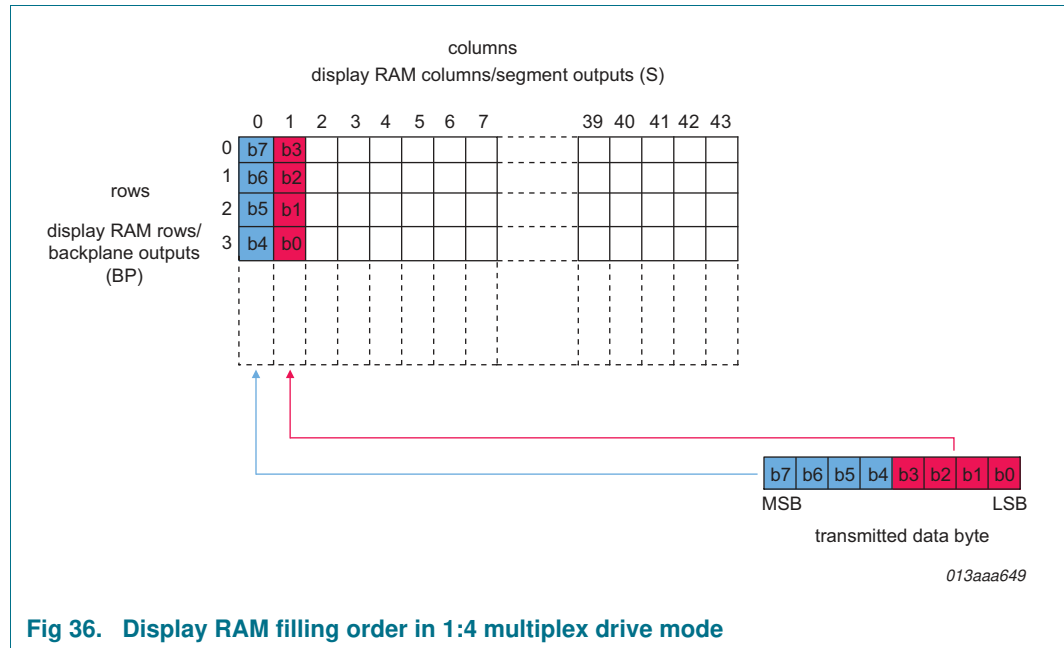 columns
display RAM columns/segment outputs (S)
0 1 2 3 4 5 6 7 39 40 41 42 43
0 b7 b3
1 b6 b2
rows
2 b5 b1
display RAM rows/
backplane outputs
(BP)
3 b4 b0
b7 b6 b5 b4 b3 b2 b1 b0
MSB LSB
transmitted data byte
013aaa649
Fig 36. Display RAM filling order in 1:4 multiplex drive mode